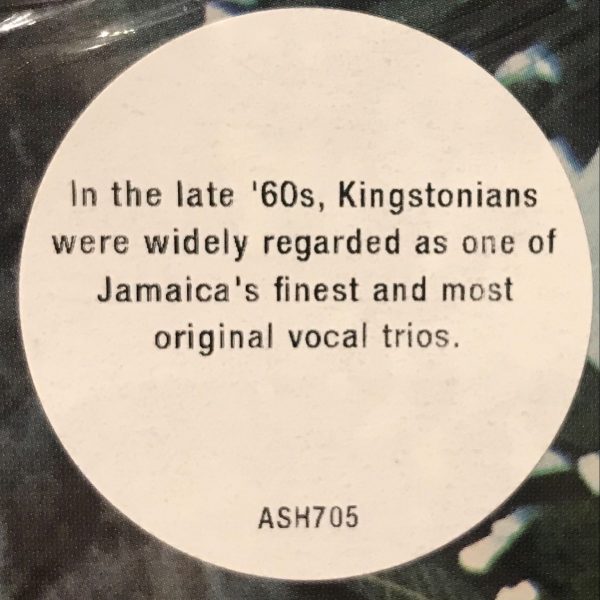 In the late '60s, Kingstonians
were widely regarded as one of
Jamaica's finest and most
original vocal trios.
ASH705